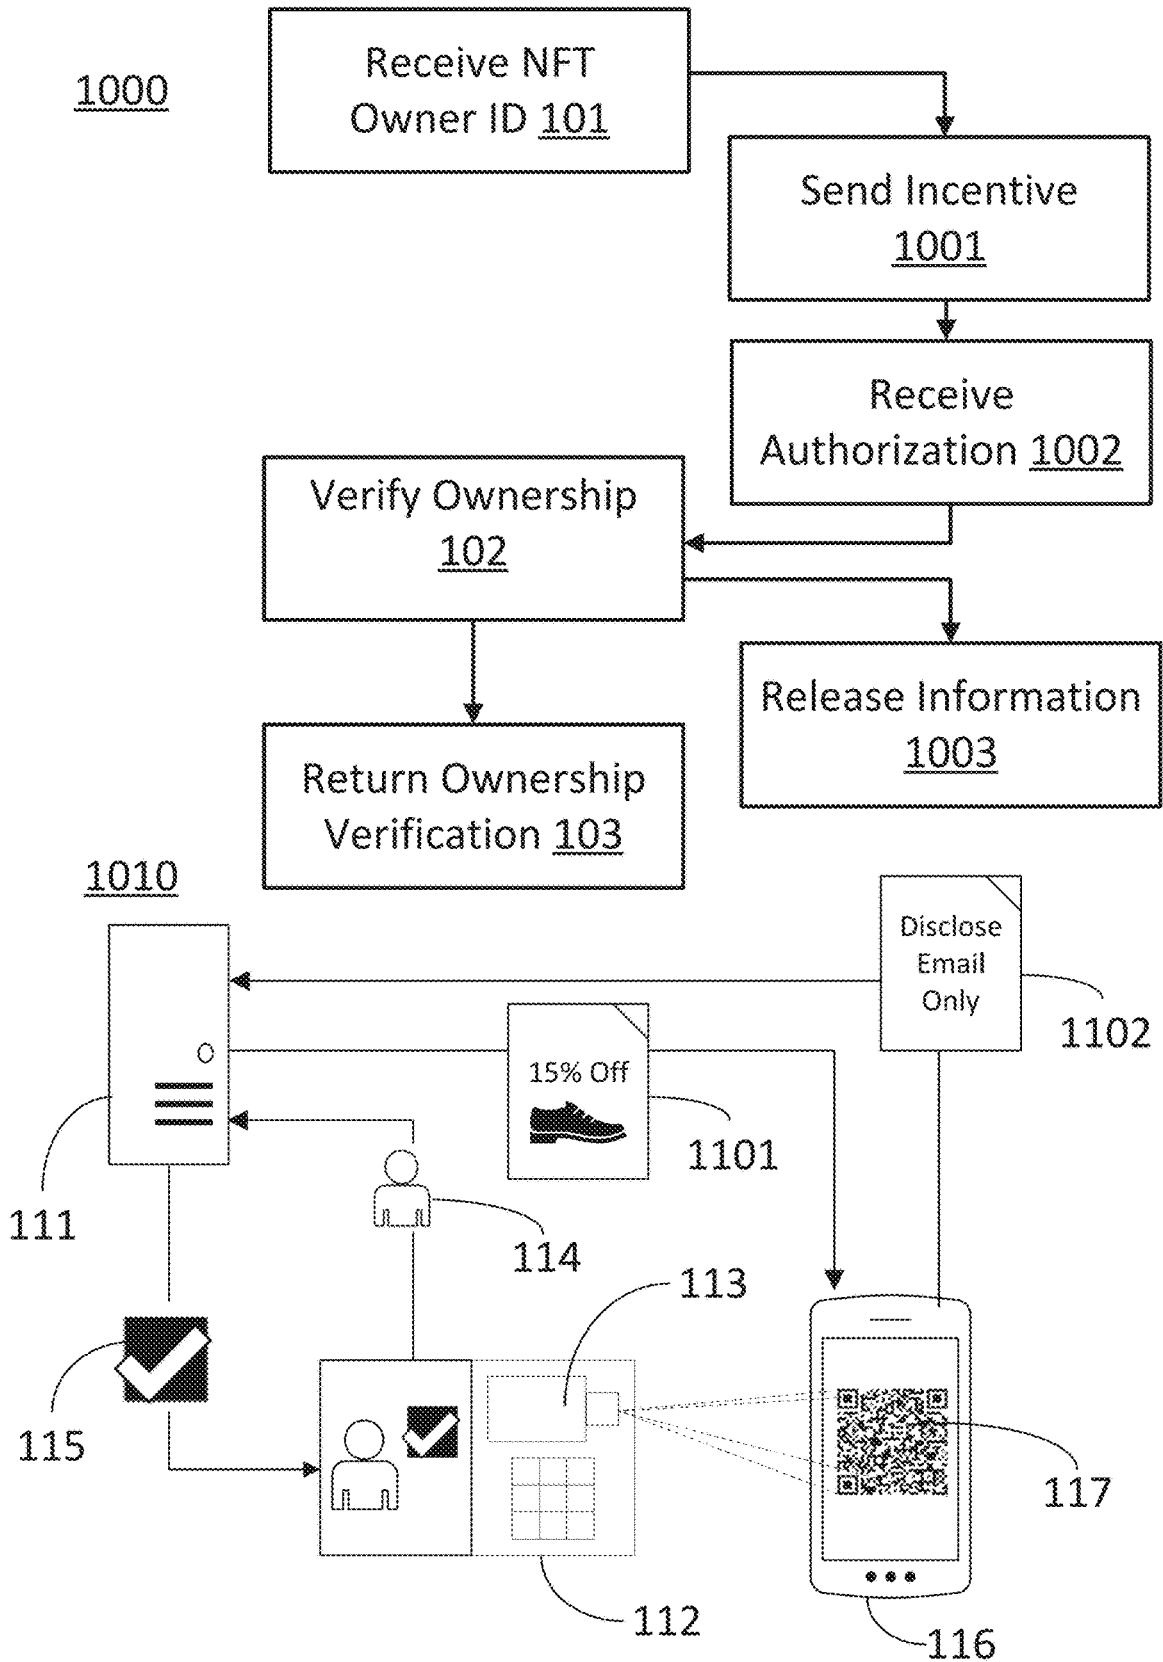 1000
Receive NFT
Owner ID 101
Send Incentive
1001
Receive
Authorization 1002
Verify Ownership
102
Release Information
1003
Return Ownership
Verification 103
1010
Disclose
Email
Only
1102
15% Off
1101
111
114
113
115
117
112
116